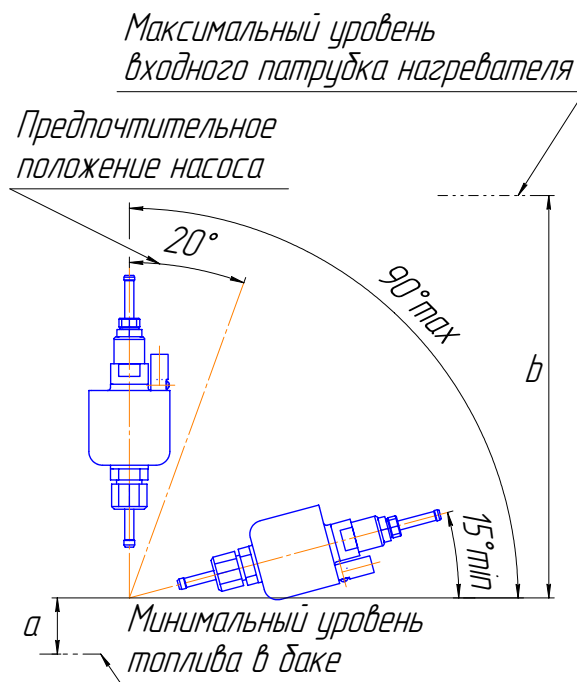 Максимальный уровень
входного патрубка нагревателя
Предпочтительное
положение насоса
20°
90°max
b
15°min
a
Минимальный уровень
топлива в баке